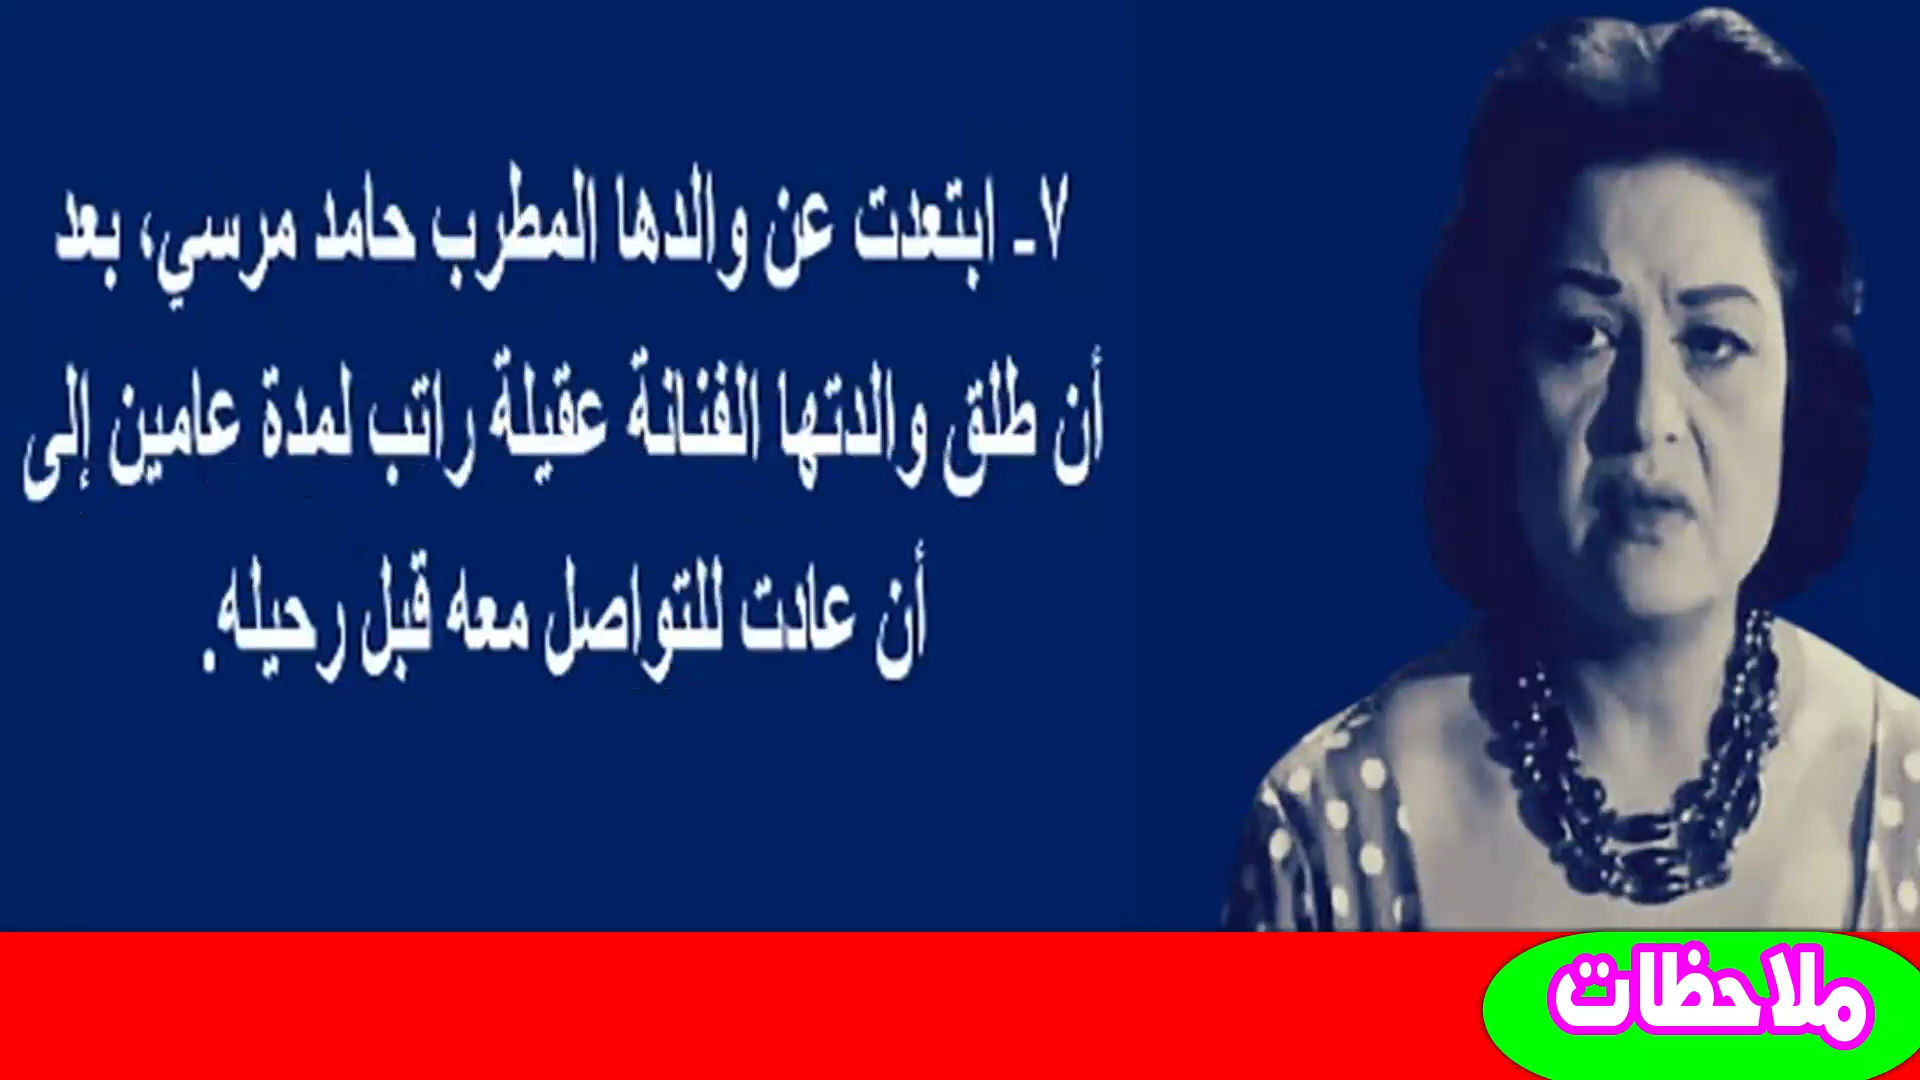 ٧ـ ابتعدت عن والدها المطرب حامد مرسي، بعد
أن طلق والدتها الفنانة عقيلة راتب لمدة عامين إلى
أن عادت للتواصل معه قبل رحيله.
ملاحظات